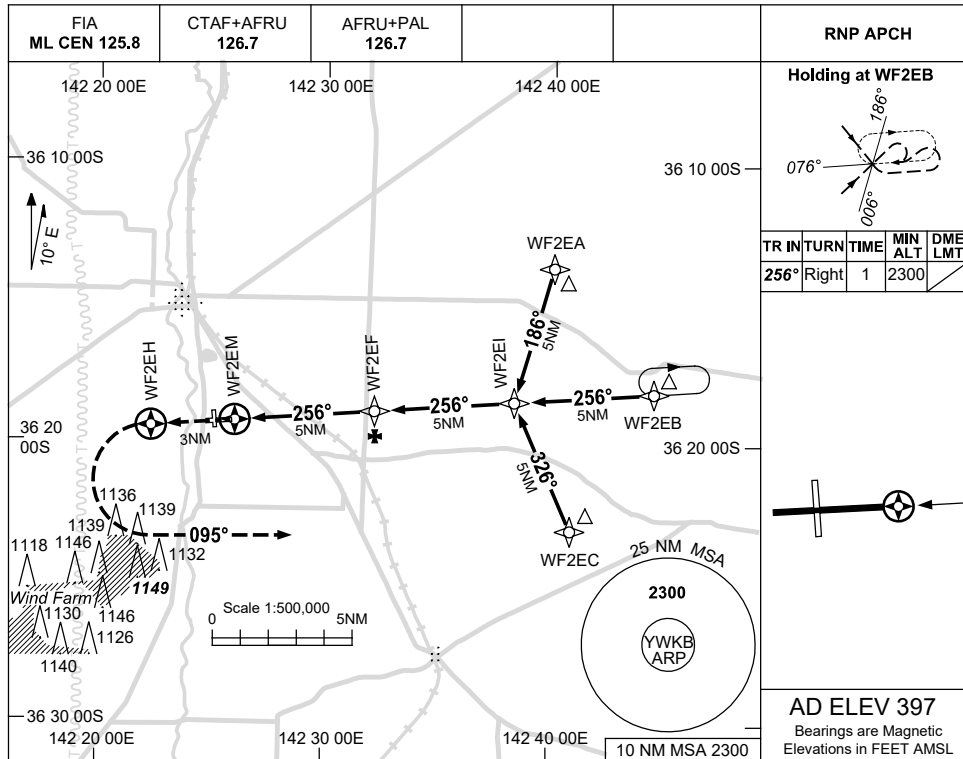 FIA
ML CEN 125.8
CTAF+AFRU
126.7
AFRU+PAL
126.7
RNP APCH
142 20 00E
142 30 00E
142 40 00E
Holding at WF2EB
186°
076°
006°
TR IN TURN TIME MIN ALT DME LMT
256° Right 1 2300
36 10 00S
36 10 00S
10° E
WF2EA
186°
5NM
WF2EH
WF2EM
WF2EF
WF2EI
256°
5NM
256°
5NM
256°
5NM
3NM
WF2EB
36 20
00S
36 20 00S
326°
5NM
WF2EC
095°
1136
1139
1139
1146
1118
1132
1149
Wind Farm
1130
1146
1126
1140
Scale 1:500,000
0
5NM
25 NM MSA
2300
YWKB
ARP
36 30 00S
142 20 00E
142 30 00E
142 40 00E
10 NM MSA 2300
AD ELEV 397
Bearings are Magnetic
Elevations in FEET AMSL